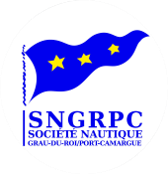 SNGRPC
SOCIÉTÉ NAUTIQUE
GRAU-DU-ROI/PORT-CAMARGUE